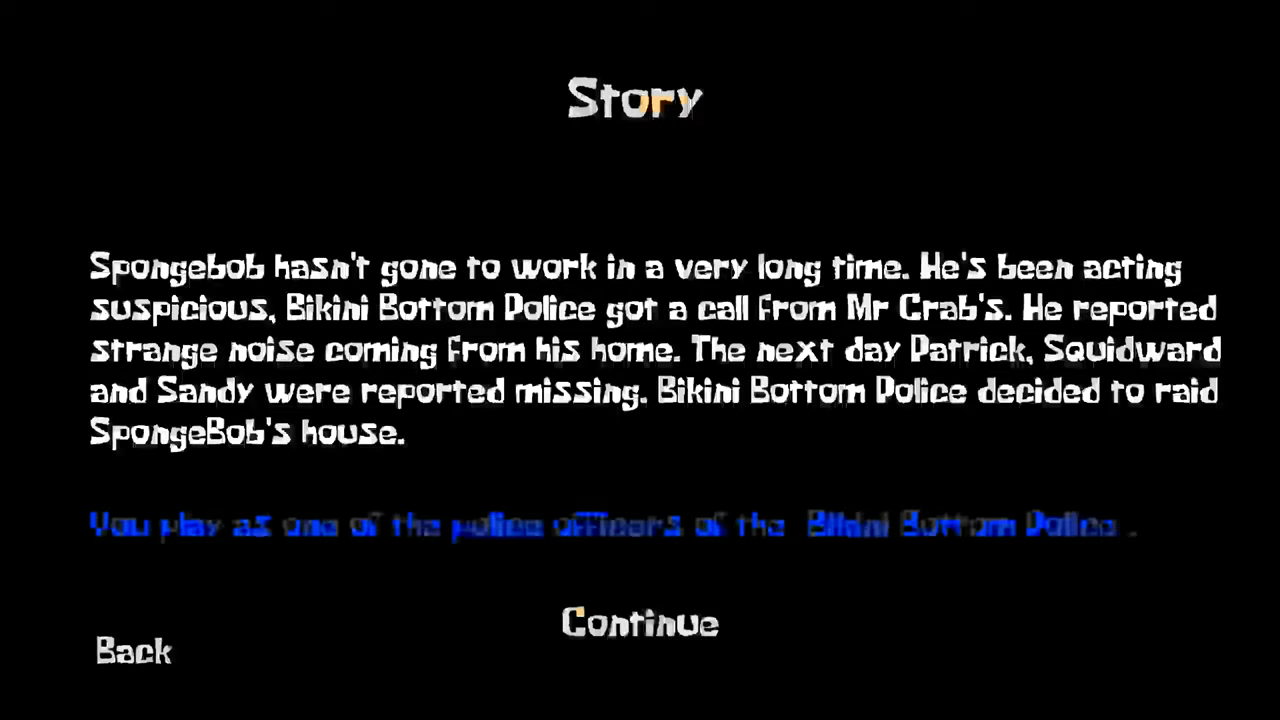 Story
Spongebob hasn't gone to work in a very long time. He's been acting
suspicious, Bikini Bottom Police got a call from Mr Crab's. He reported
strange noise coming from his home. The next day Patrick, Squidward
and Sandy were reported missing. Bikini Bottom Police decided to raid
SpongeBob's house.
You play as one of the police officers of the Bikini Bottom Police .
Continue
Back